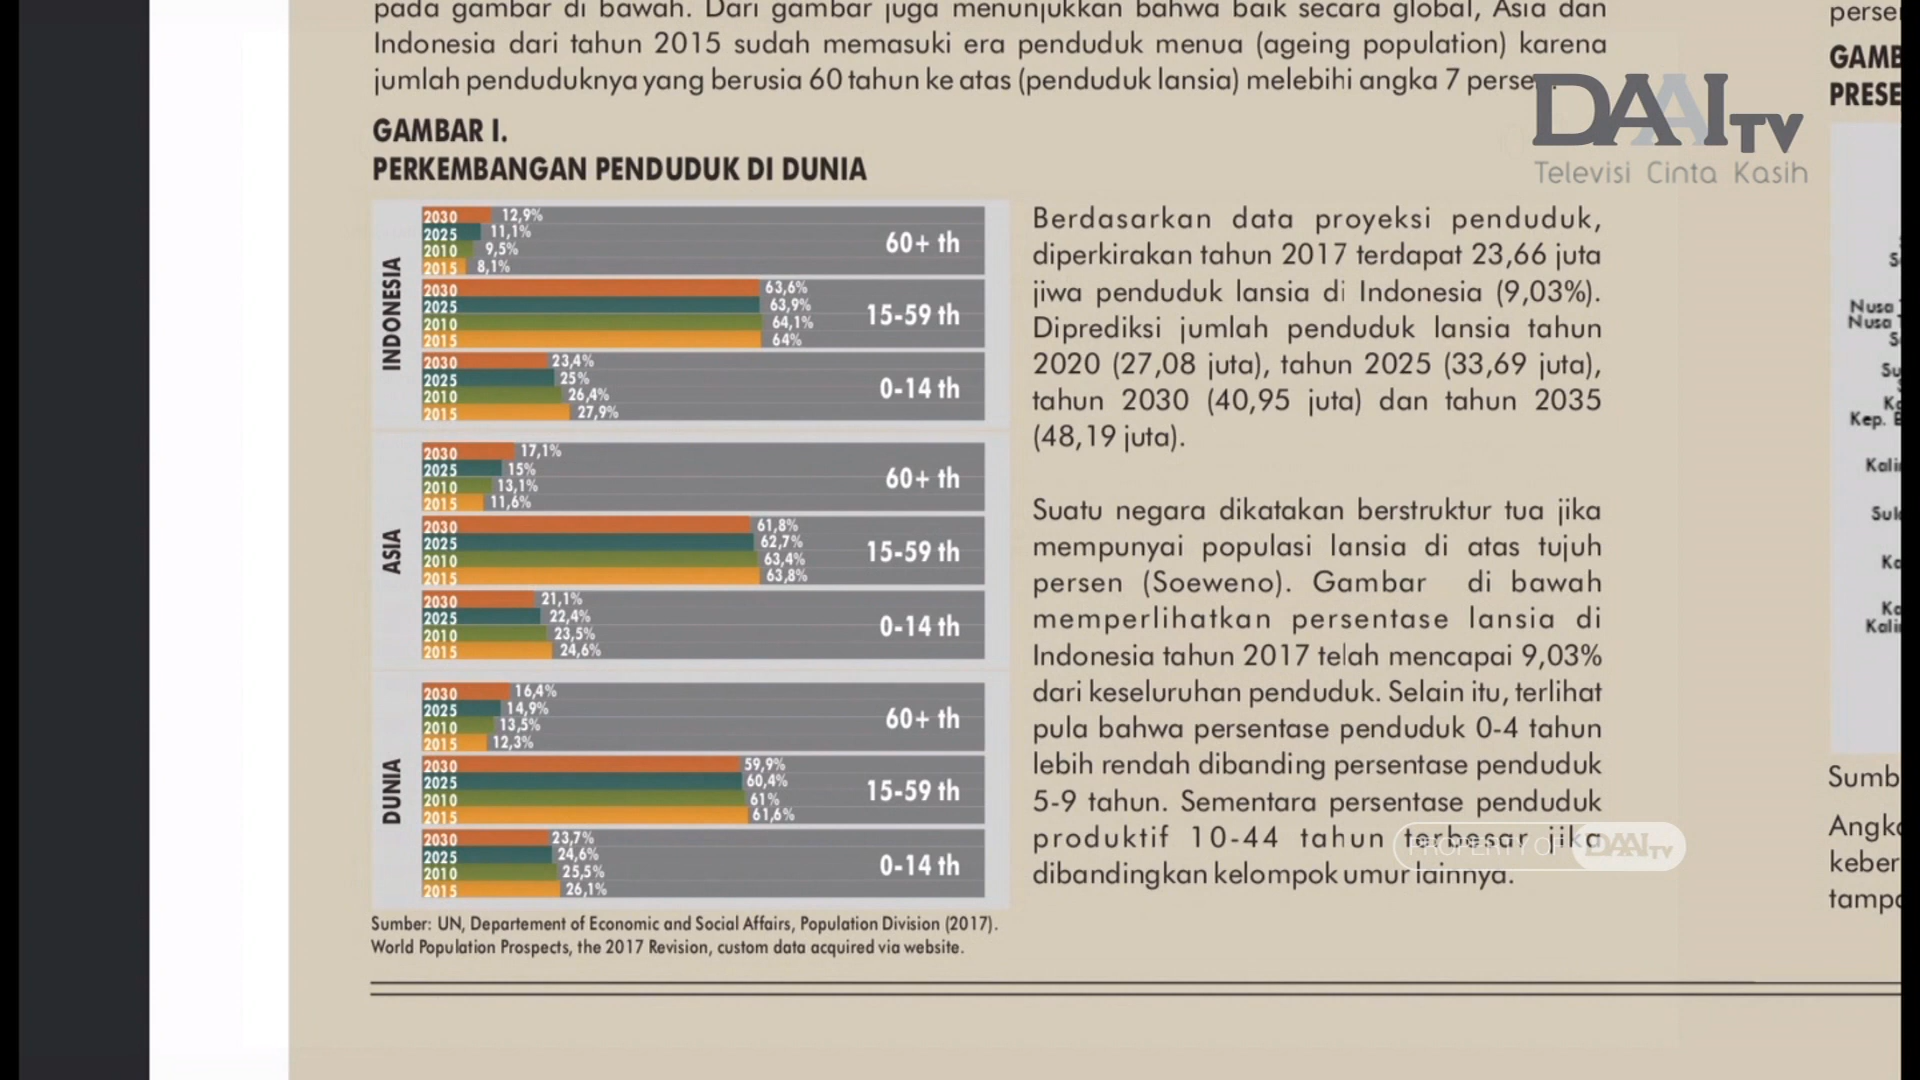 pada gambar di bawah. Dari gambar juga menunjukkan bahwa baik secara global, Asia dan
Indonesia dari tahun 2015 sudah memasuki era penduduk menua (ageing population) karena
jumlah penduduknya yang berusia 60 tahun ke atas (penduduk lansia) melebihi angka 7
GAMBAR I.
PERKEMBANGAN PENDUDUK DI DUNIA
DAAI TV
Televisi Cinta Kasih
INDONESIA
2030 12,9%
2025 11,1%
2010 9,5%
2015 8,1%
60+ th
2030 63,6%
2025 63,9%
2010 64,1%
2015 64%
15-59 th
2030 23,4%
2025 25%
2010 26,4%
2015 27,9%
0-14 th
ASIA
2030 17,1%
2025 15%
2010 13,1%
2015 11,6%
60+ th
2030 61,8%
2025 62,7%
2010 63,4%
2015 63,8%
15-59 th
2030 21,1%
2025 22,4%
2010 23,5%
2015 24,6%
0-14 th
DUNIA
2030 16,4%
2025 14,9%
2010 13,5%
2015 12,3%
60+ th
2030 59,9%
2025 60,4%
2010 61%
2015 61,6%
15-59 th
2030 23,7%
2025 24,6%
2010 25,5%
2015 26,1%
0-14 th
Sumber: UN, Departement of Economic and Social Affairs, Population Division (2017).
World Population Prospects, the 2017 Revision, custom data acquired via website.
Berdasarkan data proyeksi penduduk,
diperkirakan tahun 2017 terdapat 23,66 juta
jiwa penduduk lansia di Indonesia (9,03%).
Diprediksi jumlah penduduk lansia tahun
2020 (27,08 juta), tahun 2025 (33,69 juta),
tahun 2030 (40,95 juta) dan tahun 2035
(48,19 juta).
Suatu negara dikatakan berstruktur tua jika
mempunyai populasi lansia di atas tujuh
persen (Soeweno). Gambar di bawah
memperlihatkan persentase lansia di
Indonesia tahun 2017 telah mencapai 9,03%
dari keseluruhan penduduk. Selain itu, terlihat
pula bahwa persentase penduduk 0-4 tahun
lebih rendah dibanding persentase penduduk
5-9 tahun. Sementara persentase penduduk
produktif 10-44 tahun terbesar jika
dibandingkan kelompok umur lainnya.
PROPERTY OF DAAI TV
Nusa
Nusa
Kep.